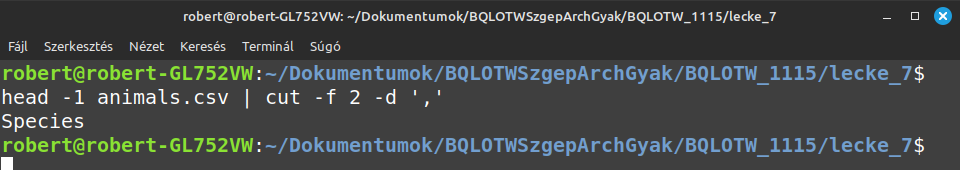 robert@robert-GL752VW: ~/Dokumentumok/BQLOTWSzgepArchGyak/BQLOTW_1115/lecke_7
Fájl Szerkesztés Nézet Keresés Terminál Súgó
robert@robert-GL752VW:~/Dokumentumok/BQLOTWSzgepArchGyak/BQLOTW_1115/lecke_7$
head -1 animals.csv | cut -f 2 -d ','
Species
robert@robert-GL752VW:~/Dokumentumok/BQLOTWSzgepArchGyak/BQLOTW_1115/lecke_7$